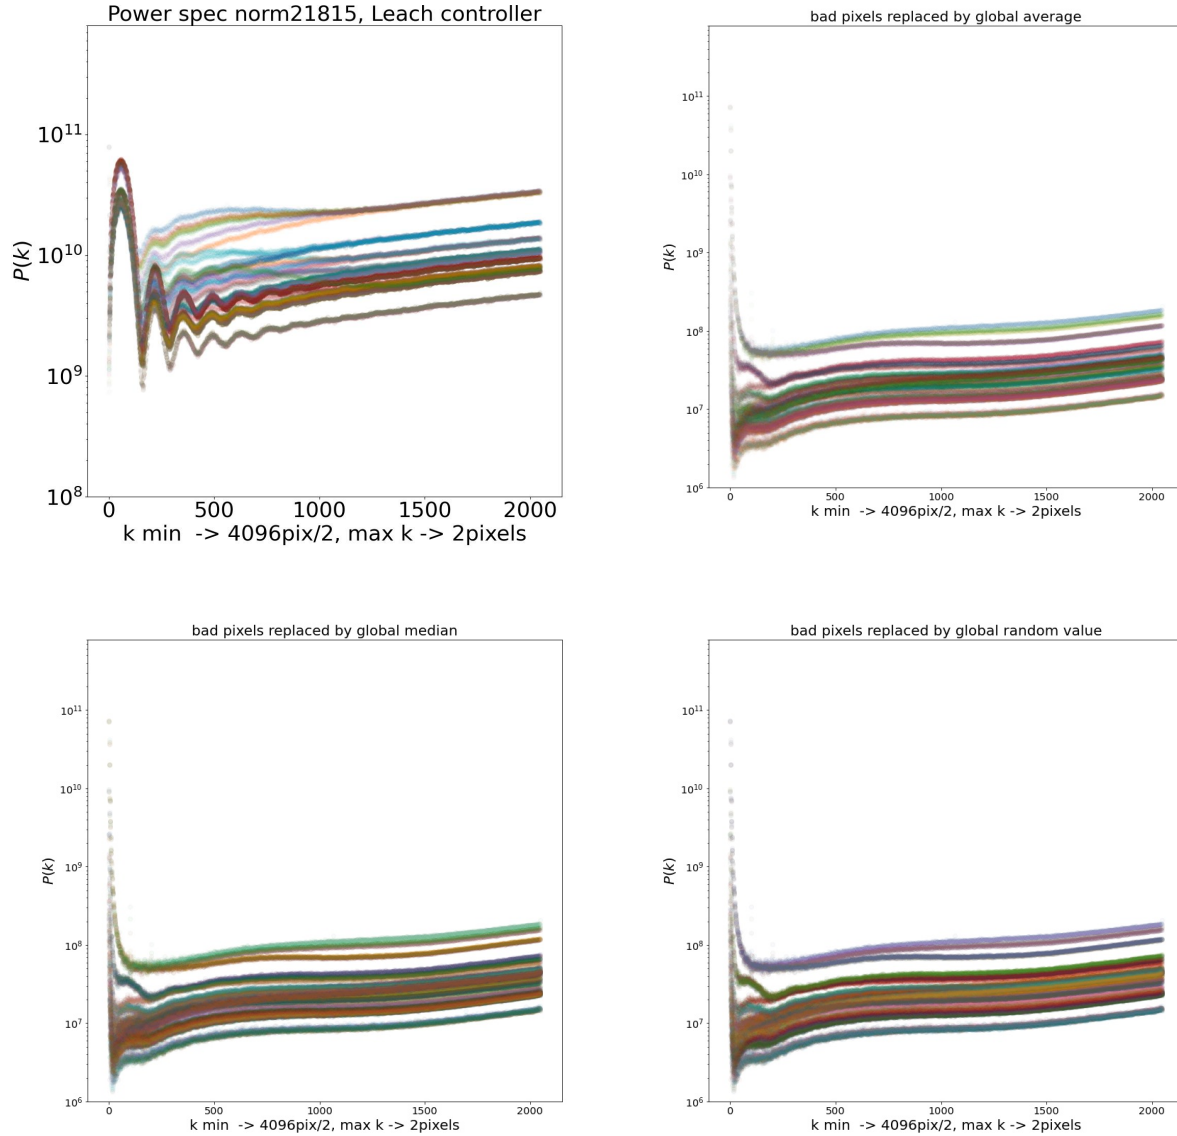 Power spec norm21815, Leach controller
10^11
10^10
10^9
10^8
P(k)
0 500 1000 1500 2000
k min -> 4096pix/2, max k -> 2pixels
bad pixels replaced by global average
10^11
10^10
10^9
10^8
10^7
10^6
P(k)
0 500 1000 1500 2000
k min -> 4096pix/2, max k -> 2pixels
bad pixels replaced by global median
10^11
10^10
10^9
10^8
10^7
10^6
P(k)
0 500 1000 1500 2000
k min -> 4096pix/2, max k -> 2pixels
bad pixels replaced by global random value
10^11
10^10
10^9
10^8
10^7
10^6
P(k)
0 500 1000 1500 2000
k min -> 4096pix/2, max k -> 2pixels